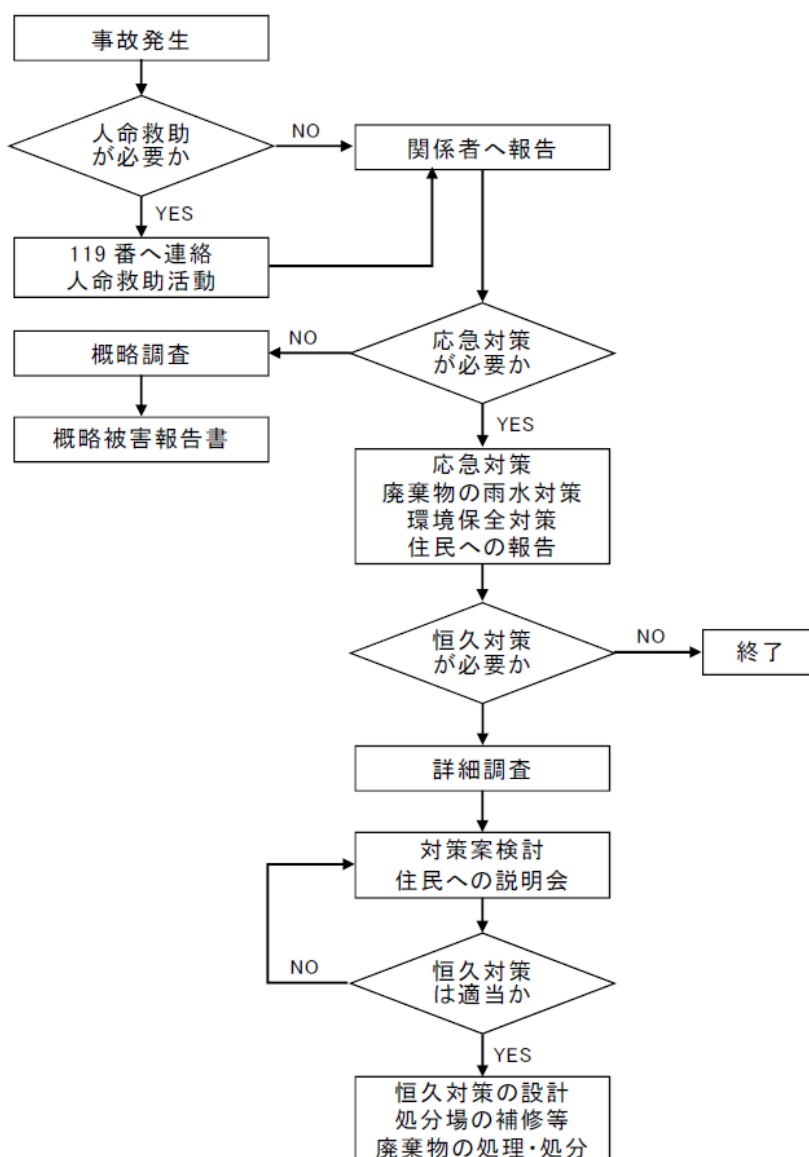 事故発生
人命救助
が必要か
NO
関係者へ報告
YES
119番へ連絡
人命救助活動
応急対策
が必要か
NO
概略調査
概略被害報告書
YES
応急対策
廃棄物の雨水対策
環境保全対策
住民への報告
恒久対策
が必要か
NO
終了
詳細調査
対策案検討
住民への説明会
恒久対策
は適当か
NO
YES
恒久対策の設計
処分場の補修等
廃棄物の処理・処分